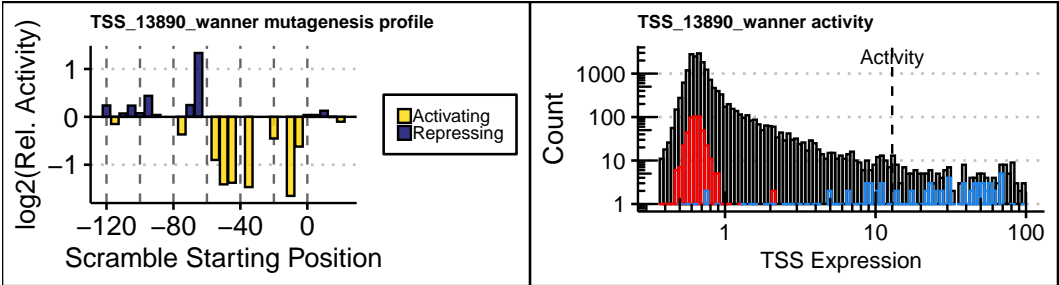 TSS_13890_wanner mutagenesis profile
log2(Rel. Activity)
1
0
−1
−120
−80
−40
0
Scramble Starting Position
Activating
Repressing
TSS_13890_wanner activity
Activity
Count
1000
100
10
1
1
10
100
TSS Expression